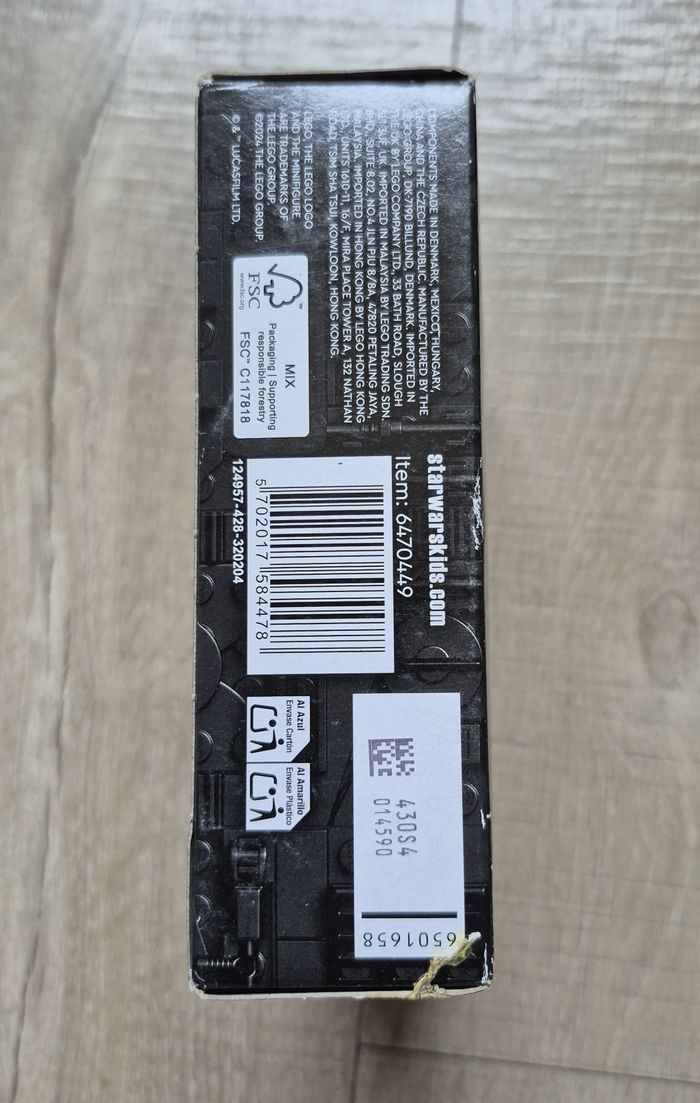 COMPONENTS MADE IN DENMARK, MEXICO, HUNGARY,
CHINA AND THE CZECH REPUBLIC. MANUFACTURED BY THE
LEGO GROUP, DK-7190 BILLUND, DENMARK. IMPORTED IN
THE UK BY LEGO COMPANY LTD., 33 BATH ROAD, SLOUGH
SL1 3UF, UK. IMPORTED IN MALAYSIA BY LEGO TRADING SDN.
BHD., SUITE 8.02, NO.4 JLN PJU 8/8A, 47820 PETALING JAYA,
MALAYSIA. IMPORTED IN HONG KONG BY LEGO HONG KONG
LTD., UNITS 1610-11, 16/F, MIRA PLACE TOWER A, 132 NATHAN
ROAD, TSIM SHA TSUI, KOWLOON, HONG KONG.
LEGO, THE LEGO LOGO
AND THE MINIFIGURE
ARE TRADEMARKS OF
THE LEGO GROUP.
©2024 THE LEGO GROUP.
© & ™ LUCASFILM LTD.
FSC
www.fsc.org
MIX
Packaging | Supporting
responsible forestry
FSC™ C117818
starwarskids.com
Item: 6470449
5 702017 584478
124957-428-320204
Al Azul
Envase Cartón
Al Amarillo
Envase Plástico
430S4
014590
6501658